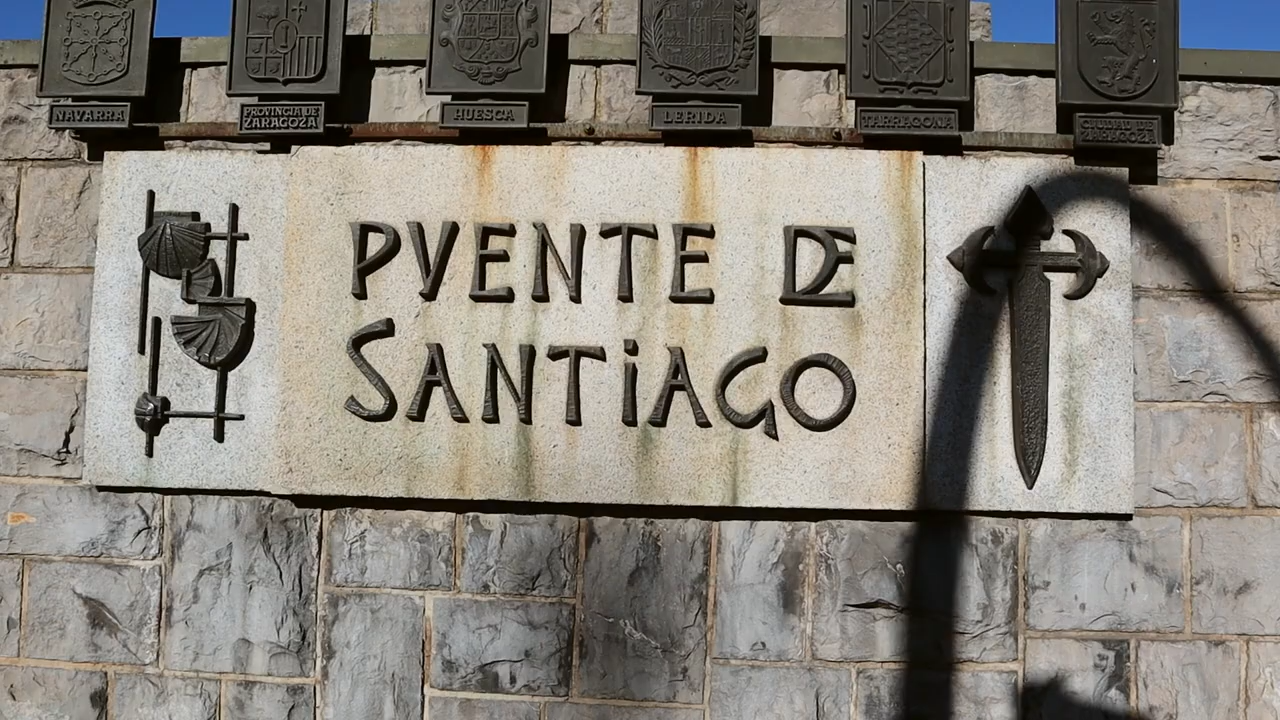 NAVARRA
PROVINCIA DE
ZARAGOZA
HUESCA
LERIDA
TARRAGONA
CIUDAD DE
ZARAGOZA
PVENTE DE
SANTiAGO